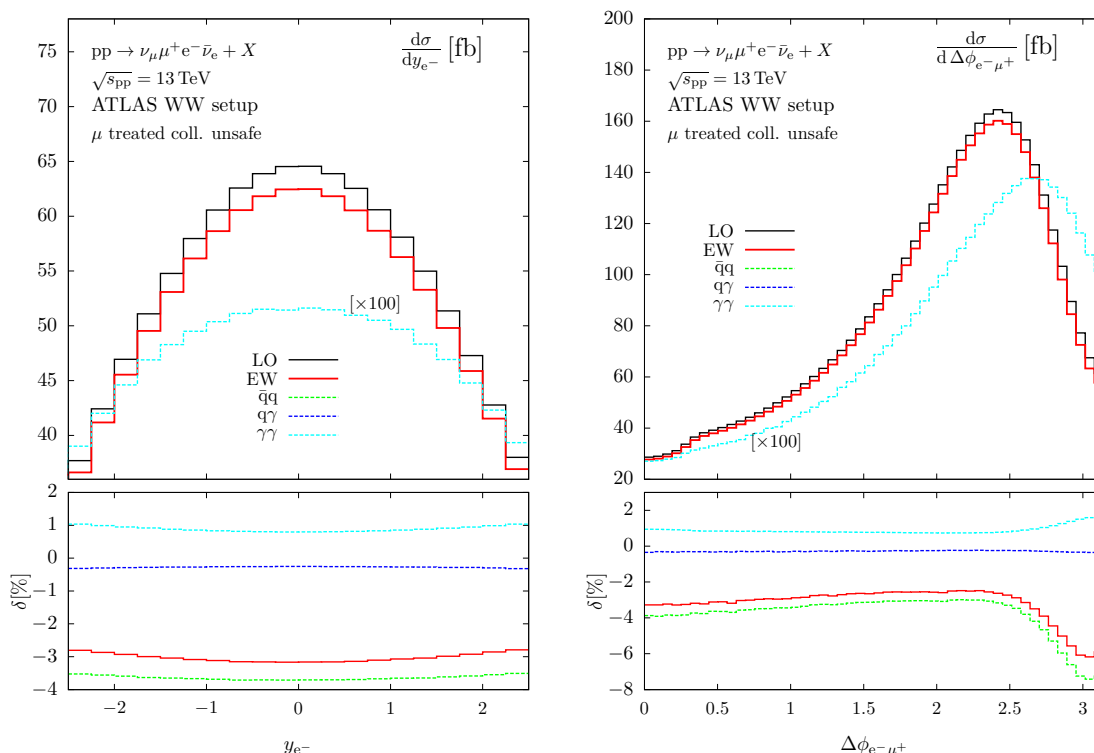 pp → ν_μ μ⁺ e⁻ ν̄_e + X
√s_pp = 13 TeV
ATLAS WW setup
μ treated coll. unsafe
dσ/dy_e⁻ [fb]
75
70
65
60
55
50
45
40
[×100]
LO
EW
q̄q
qγ
γγ
2
1
0
−1
−2
−3
−4
δ[%]
−2 −1 0 1 2
y_e⁻
pp → ν_μ μ⁺ e⁻ ν̄_e + X
√s_pp = 13 TeV
ATLAS WW setup
μ treated coll. unsafe
dσ/d Δϕ_e⁻μ⁺ [fb]
200
180
160
140
120
100
80
60
40
20
LO
EW
q̄q
qγ
γγ
[×100]
2
0
−2
−4
−6
−8
δ[%]
0 0.5 1 1.5 2 2.5 3
Δϕ_e⁻μ⁺